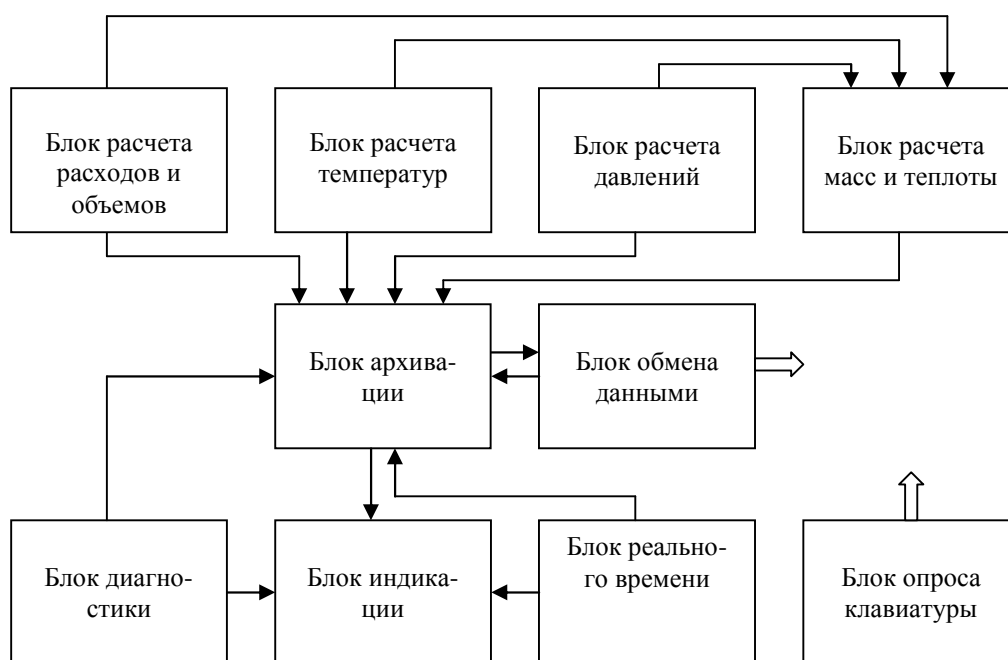 Блок расчета
расходов и
объемов
Блок расчета
температур
Блок расчета
давлений
Блок расчета
масс и теплоты
Блок архива-
ции
Блок обмена
данными
Блок диагно-
стики
Блок индика-
ции
Блок реально-
го времени
Блок опроса
клавиатуры